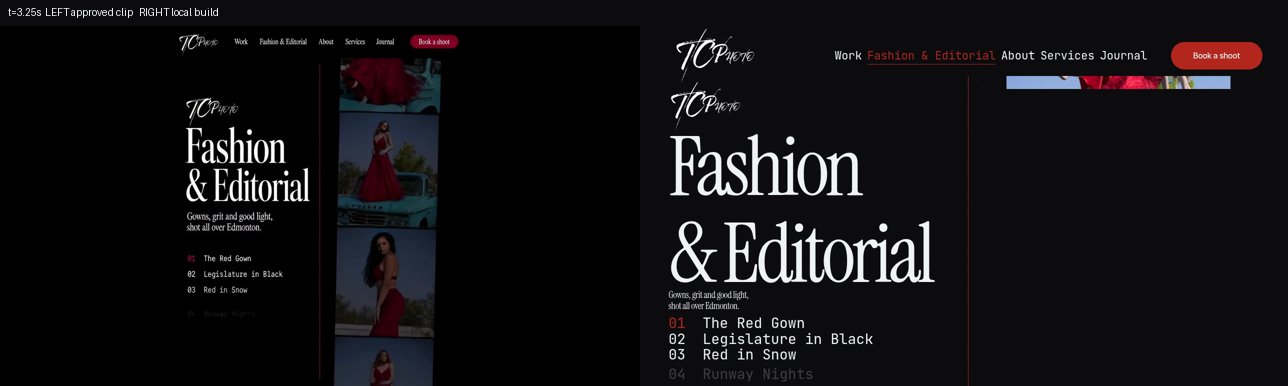 t=3.25s LEFT approved clip RIGHT local build
TCPHOTO
Work Fashion & Editorial About Services Journal Book a shoot
TCPHOTO
Fashion
& Editorial
Gowns, grit and good light,
shot all over Edmonton.
01 The Red Gown
02 Legislature in Black
03 Red in Snow
04 Runway Nights
TCPHOTO
Work Fashion & Editorial About Services Journal Book a shoot
TCPHOTO
Fashion
& Editorial
Gowns, grit and good light,
shot all over Edmonton.
01 The Red Gown
02 Legislature in Black
03 Red in Snow
04 Runway Nights